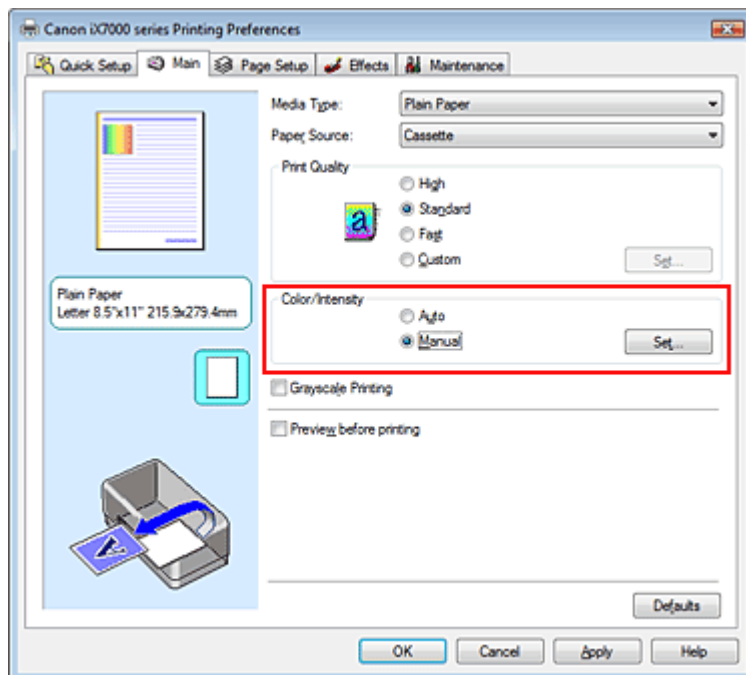 Canon iX7000 series Printing Preferences
Quick Setup Main Page Setup Effects Maintenance
Media Type: Plain Paper
Paper Source: Cassette
Print Quality
High
a Standard
Fast
Custom Set...
Plain Paper
Letter 8.5"x11" 215.9x279.4mm
Color/Intensity
Auto
Manual Set...
Grayscale Printing
Preview before printing
Defaults
OK Cancel Apply Help